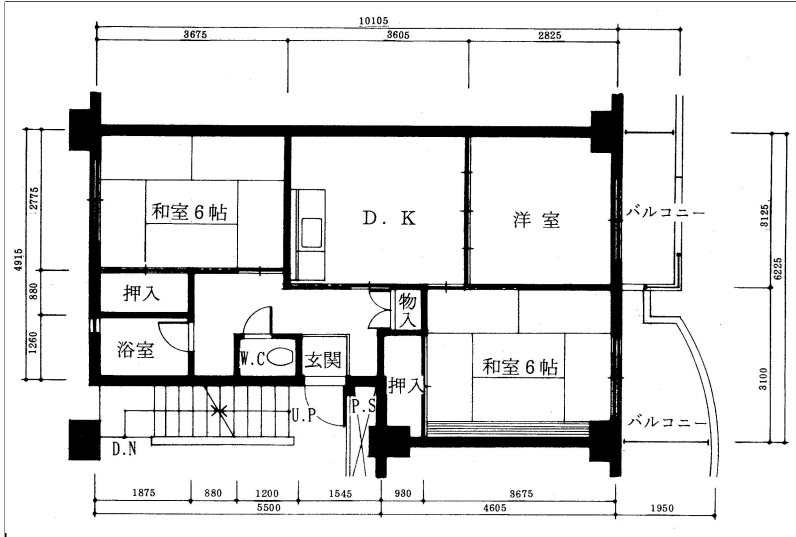 10105
3675
3605
2825
4915
2775
880
1260
和室6帖
D. K
洋室
バルコニー
3125
6225
3100
押入
浴室
W.C
玄関
物入
押入
和室6帖
バルコニー
U.P
P.S
D.N
1875
880
1200
1545
930
3675
5500
4605
1950